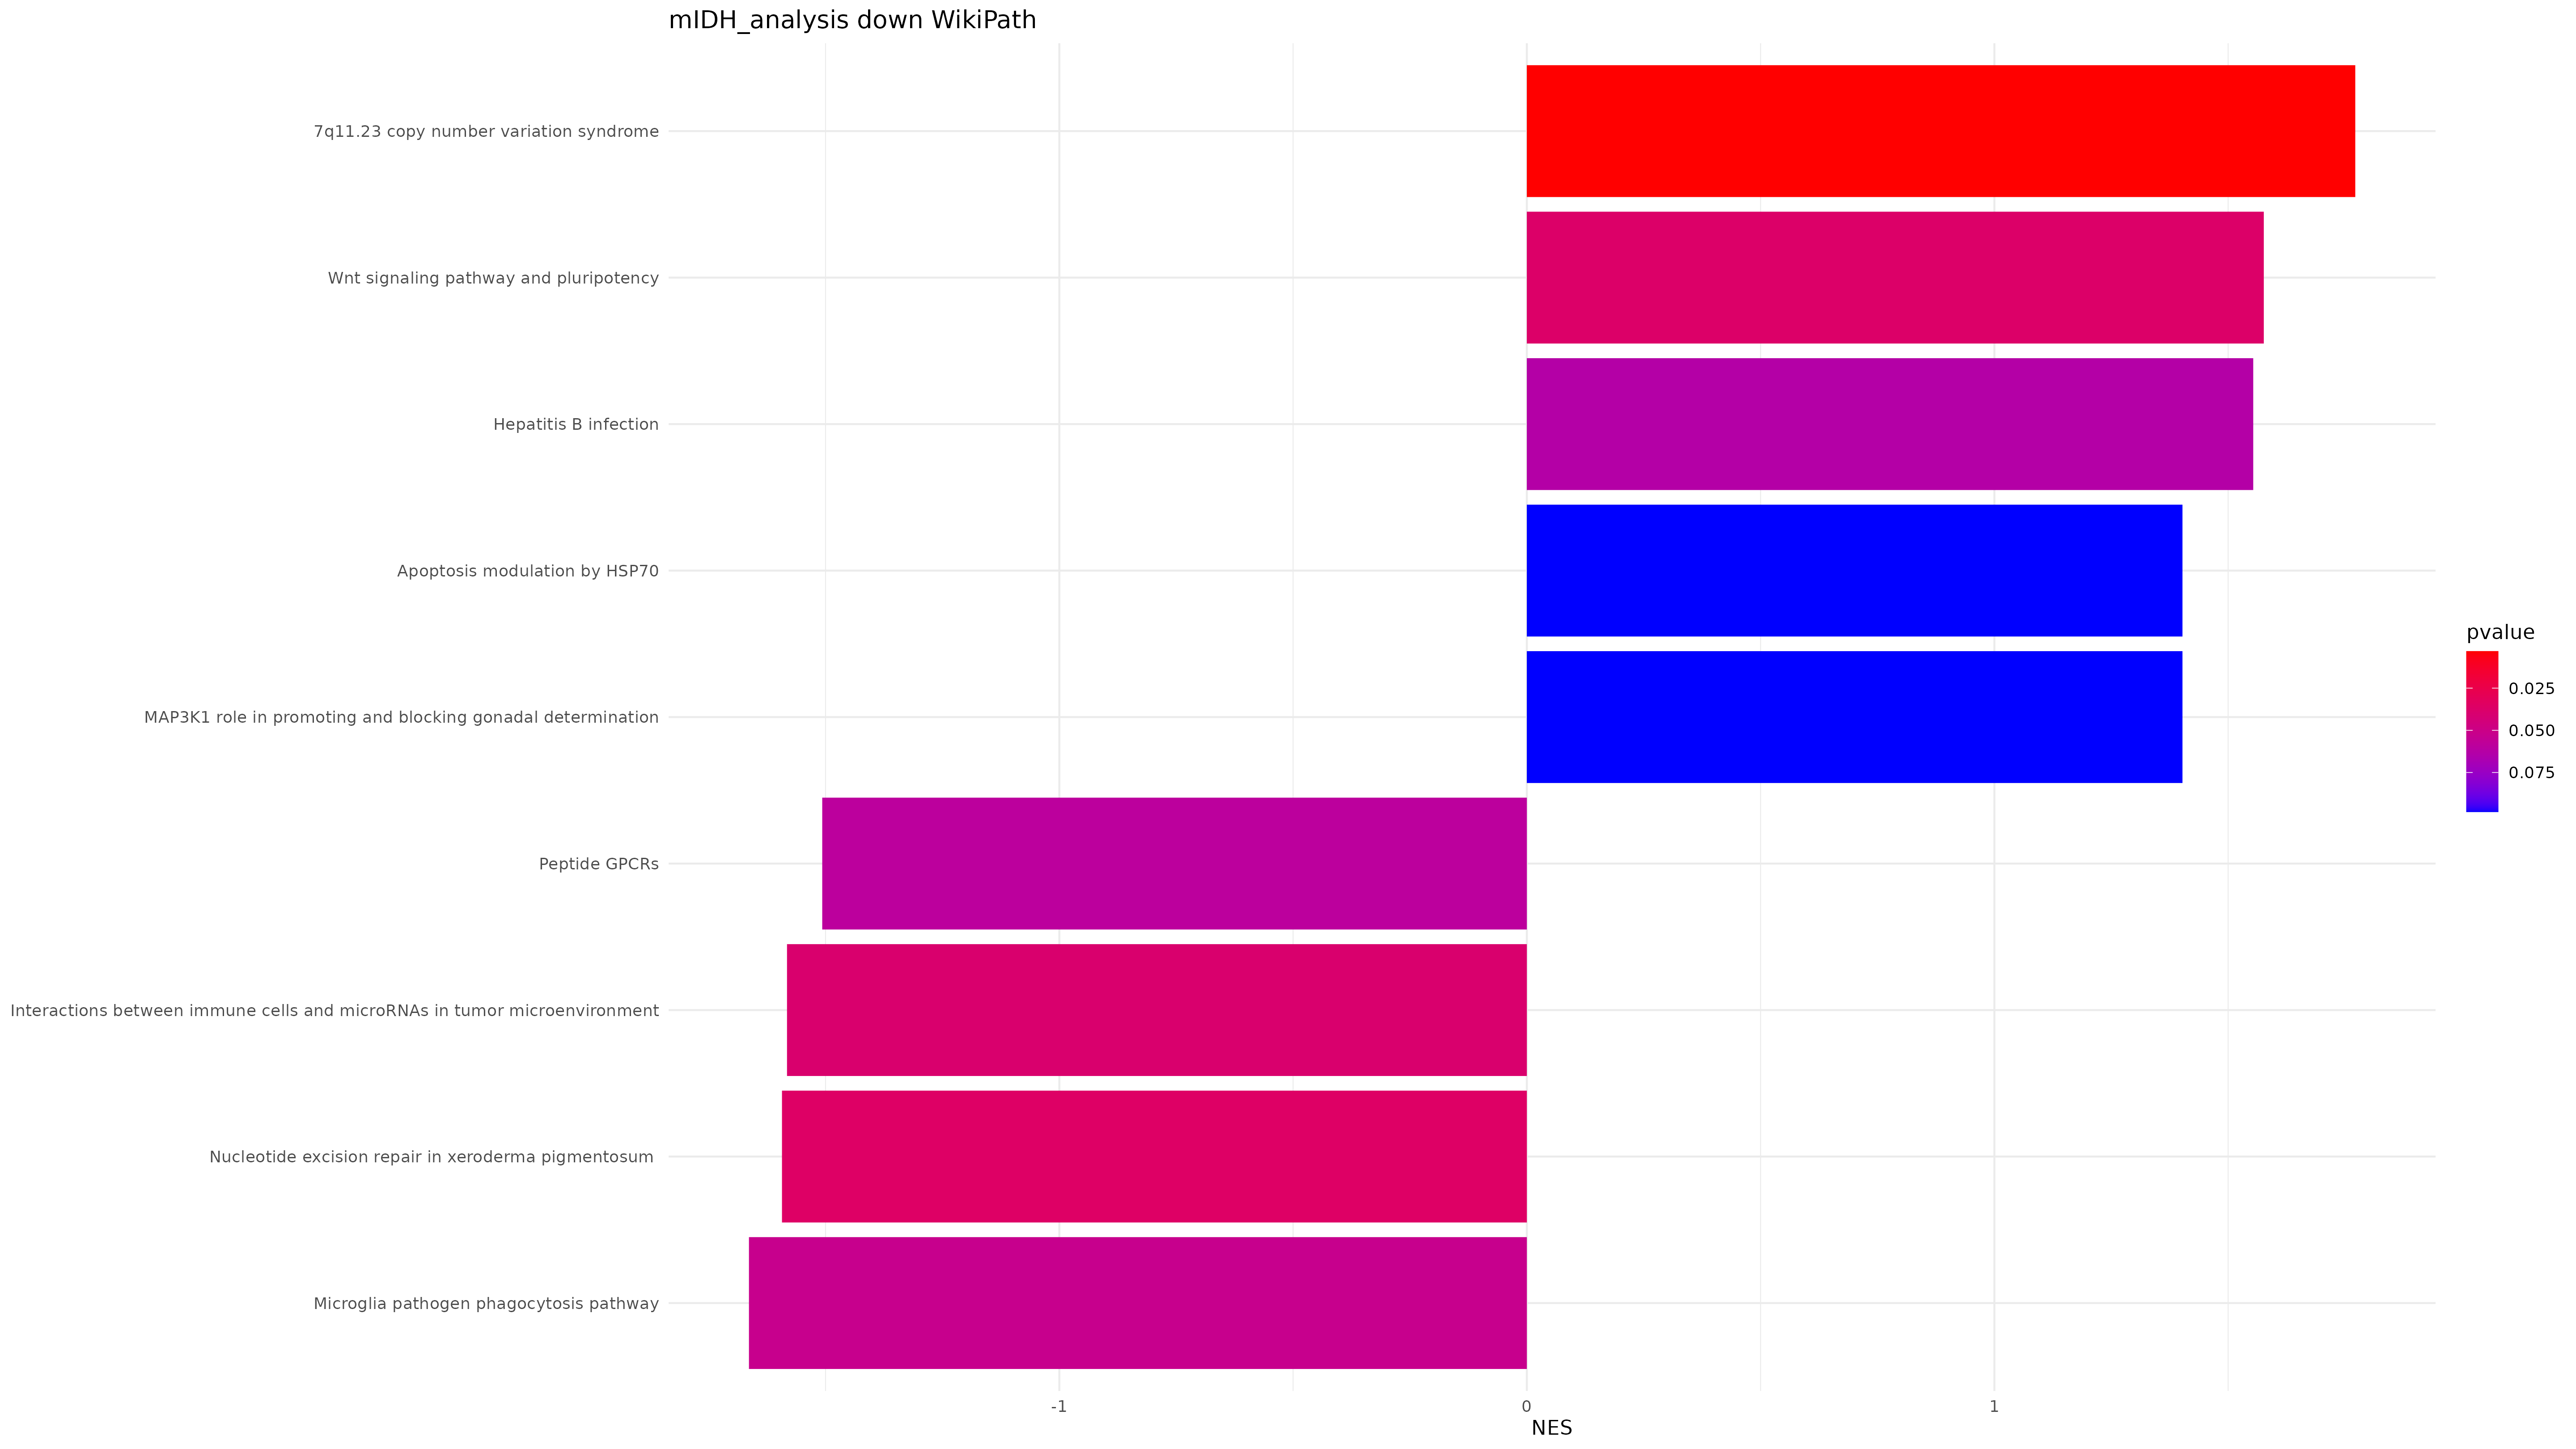 mIDH_analysis down WikiPath
7q11.23 copy number variation syndrome
Wnt signaling pathway and pluripotency
Hepatitis B infection
Apoptosis modulation by HSP70
MAP3K1 role in promoting and blocking gonadal determination
Peptide GPCRs
Interactions between immune cells and microRNAs in tumor microenvironment
Nucleotide excision repair in xeroderma pigmentosum
Microglia pathogen phagocytosis pathway
-1 0 1
NES
pvalue
0.025
0.050
0.075